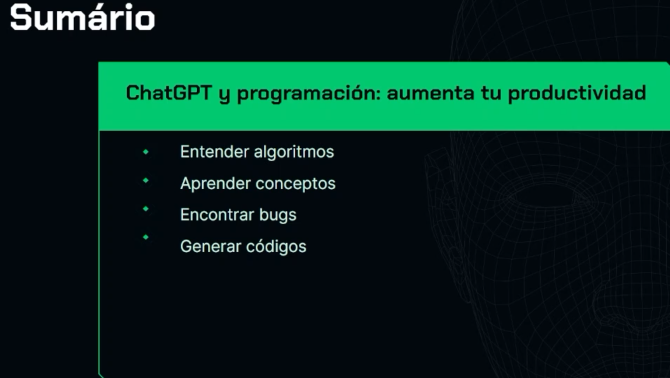 Sumário
ChatGPT y programación: aumenta tu productividad
Entender algoritmos
Aprender conceptos
Encontrar bugs
Generar códigos